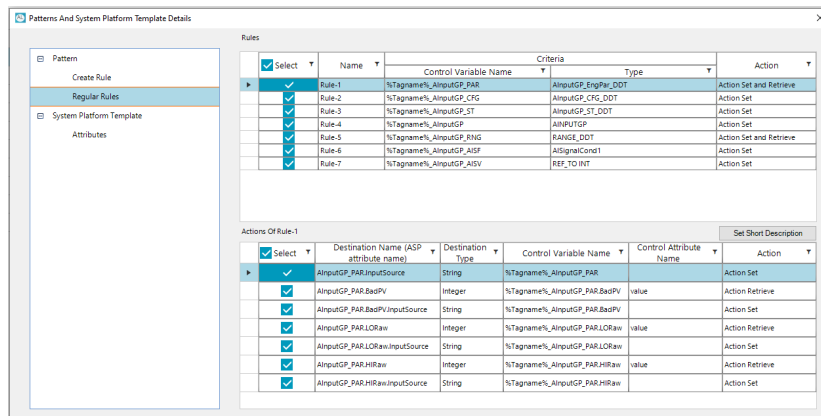 Patterns And System Platform Template Details
Pattern
Create Rule
Regular Rules
System Platform Template
Attributes
Rules
Select Name Criteria Action
Control Variable Name Type
Rule-1 %Tagname%_AInputGP_PAR AInputGP_EngPar_DDT Action Set and Retrieve
Rule-2 %Tagname%_AInputGP_CFG AInputGP_CFG_DDT Action Set
Rule-3 %Tagname%_AInputGP_ST AInputGP_ST_DDT Action Set
Rule-4 %Tagname%_AInputGP AINPUTGP Action Set
Rule-5 %Tagname%_AInputGP_RNG RANGE_DDT Action Set and Retrieve
Rule-6 %Tagname%_AInputGP_AISF AISignalCond1 Action Set
Rule-7 %Tagname%_AInputGP_AISV REF_TO INT Action Set
Actions Of Rule-1 Set Short Description
Select Destination Name (ASP attribute name) Destination Type Control Variable Name Control Attribute Name Action
AInputGP_PAR.InputSource String %Tagname%_AInputGP_PAR Action Set
AInputGP_PAR.BadPV Integer %Tagname%_AInputGP_PAR.BadPV value Action Retrieve
AInputGP_PAR.BadPV.InputSource String %Tagname%_AInputGP_PAR.BadPV Action Set
AInputGP_PAR.LORaw Integer %Tagname%_AInputGP_PAR.LORaw value Action Retrieve
AInputGP_PAR.LORaw.InputSource String %Tagname%_AInputGP_PAR.LORaw Action Set
AInputGP_PAR.HIRaw Integer %Tagname%_AInputGP_PAR.HIRaw value Action Retrieve
AInputGP_PAR.HIRaw.InputSource String %Tagname%_AInputGP_PAR.HIRaw Action Set